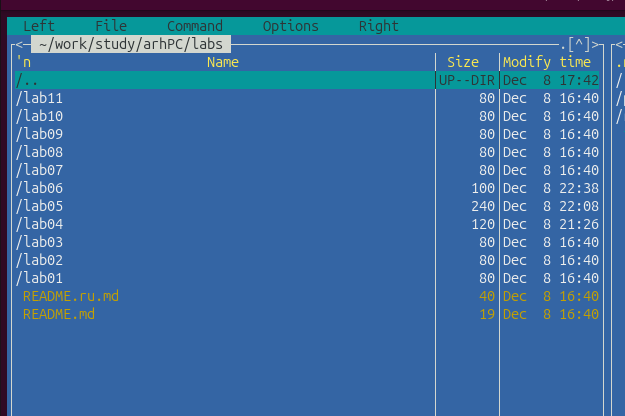 Left File Command Options Right
<─ ~/work/study/arhPC/labs .[^]>
'n Name Size Modify time
/.. UP--DIR Dec 8 17:42
/lab11 80 Dec 8 16:40
/lab10 80 Dec 8 16:40
/lab09 80 Dec 8 16:40
/lab08 80 Dec 8 16:40
/lab07 80 Dec 8 16:40
/lab06 100 Dec 8 22:38
/lab05 240 Dec 8 22:08
/lab04 120 Dec 8 21:26
/lab03 80 Dec 8 16:40
/lab02 80 Dec 8 16:40
/lab01 80 Dec 8 16:40
README.ru.md 40 Dec 8 16:40
README.md 19 Dec 8 16:40